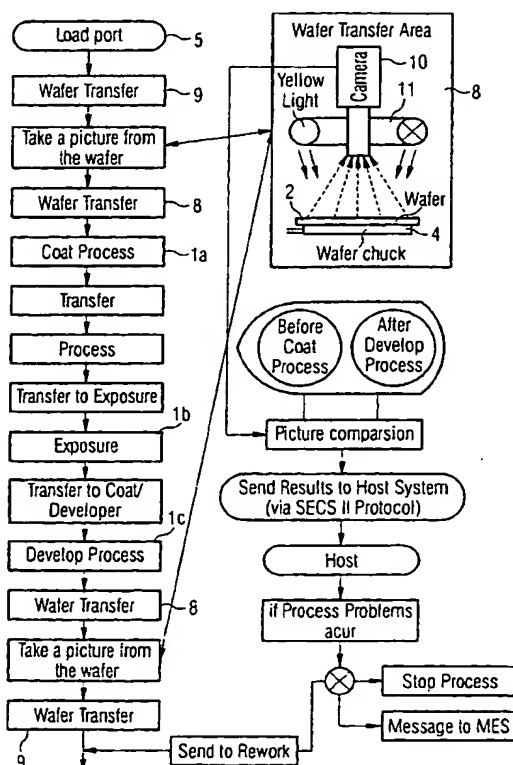 Load port
5
Wafer Transfer
9
Take a picture from
the wafer
Wafer Transfer
8
Coat Process
1a
Transfer
Process
Transfer to Exposure
1b
Exposure
Transfer to Coat/
Developer
1c
Develop Process
Wafer Transfer
8
Take a picture from
the wafer
Wafer Transfer
9
Wafer Transfer Area
10
Camera
Yellow
Light
11
8
2
Wafer
4
Wafer chuck
Before
Coat
Process
After
Develop
Process
Picture comparsion
Send Results to Host System
(via SECS II Protocol)
Host
if Process Problems
acur
Stop Process
Message to MES
Send to Rework